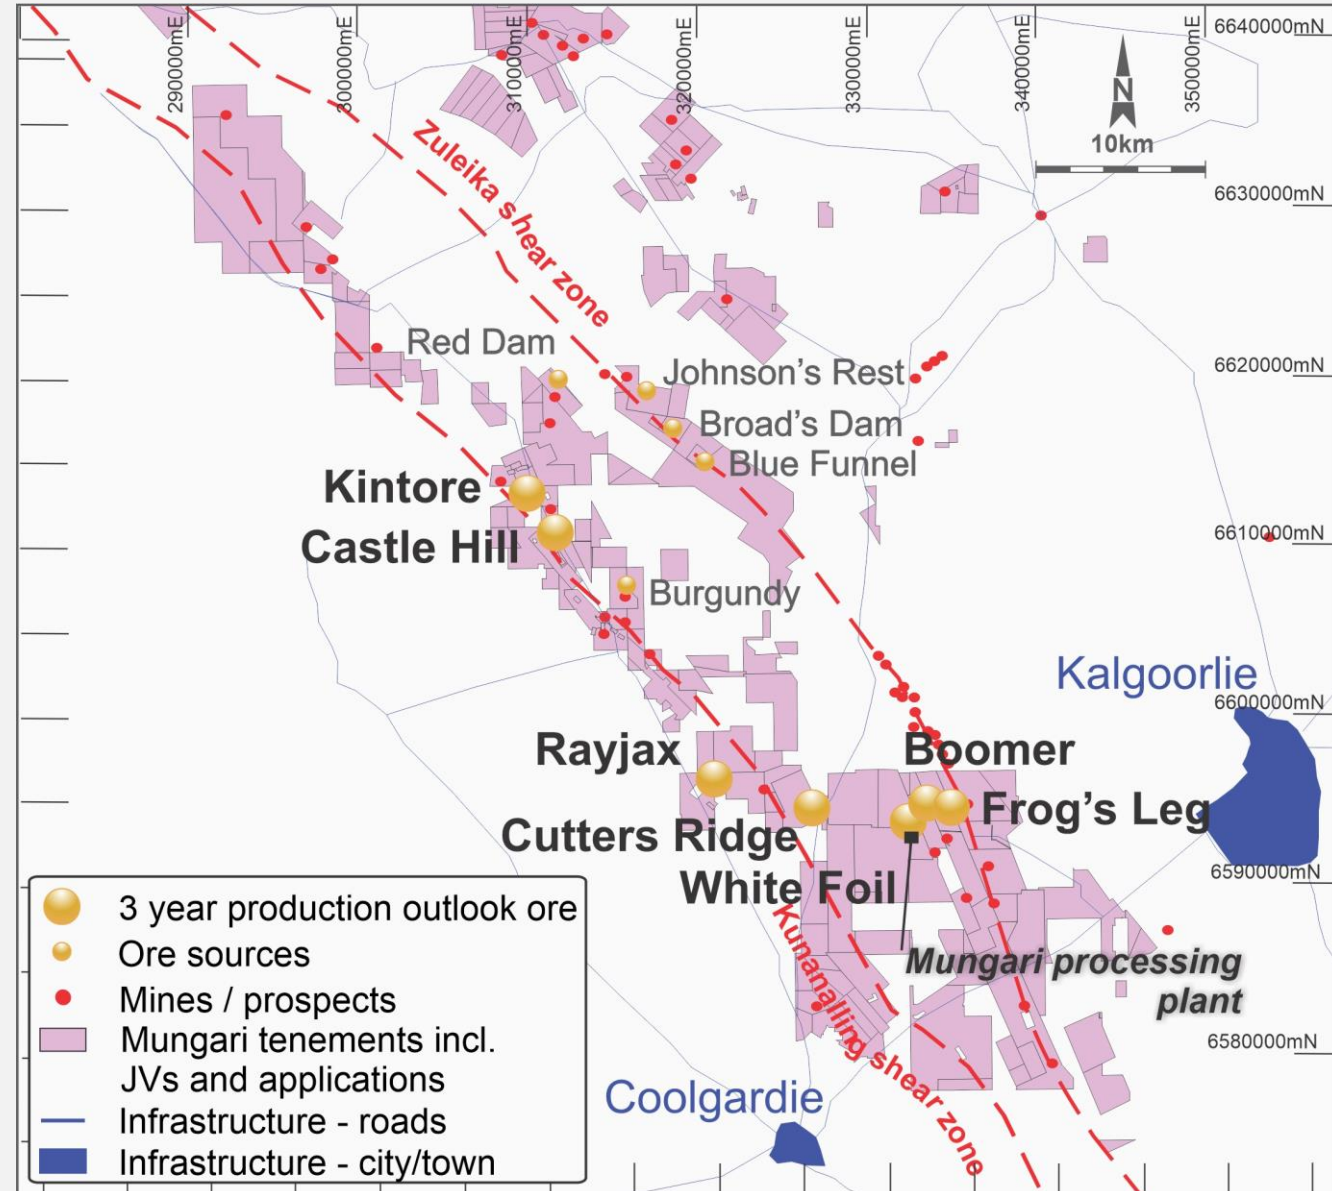 290000mE
300000mE
310000mE
320000mE
330000mE
340000mE
350000mE
6640000mN
N
10km
6630000mN
Zuleika shear zone
Red Dam
Johnson's Rest
6620000mN
Broad's Dam
Blue Funnel
Kintore
Castle Hill
6610000mN
Burgundy
Kalgoorlie
6600000mN
Rayjax
Boomer
Frog's Leg
Cutters Ridge
White Foil
6590000mN
Kunanalling shear zone
Mungari processing
plant
6580000mN
Coolgardie
3 year production outlook ore
Ore sources
Mines / prospects
Mungari tenements incl.
JVs and applications
Infrastructure - roads
Infrastructure - city/town